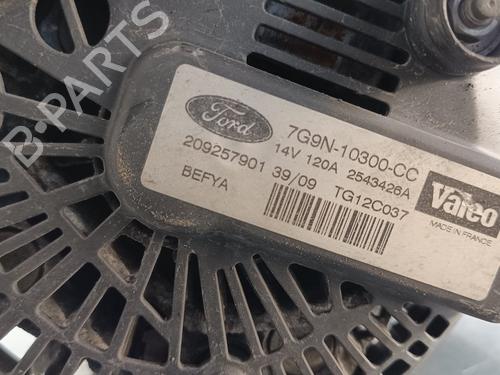 B-PARTS
Ford
7G9N-10300-CC
14V 120A 2543426A
209257901 39/09 TG12C037
BEFYA
Valeo
MADE IN FRANCE